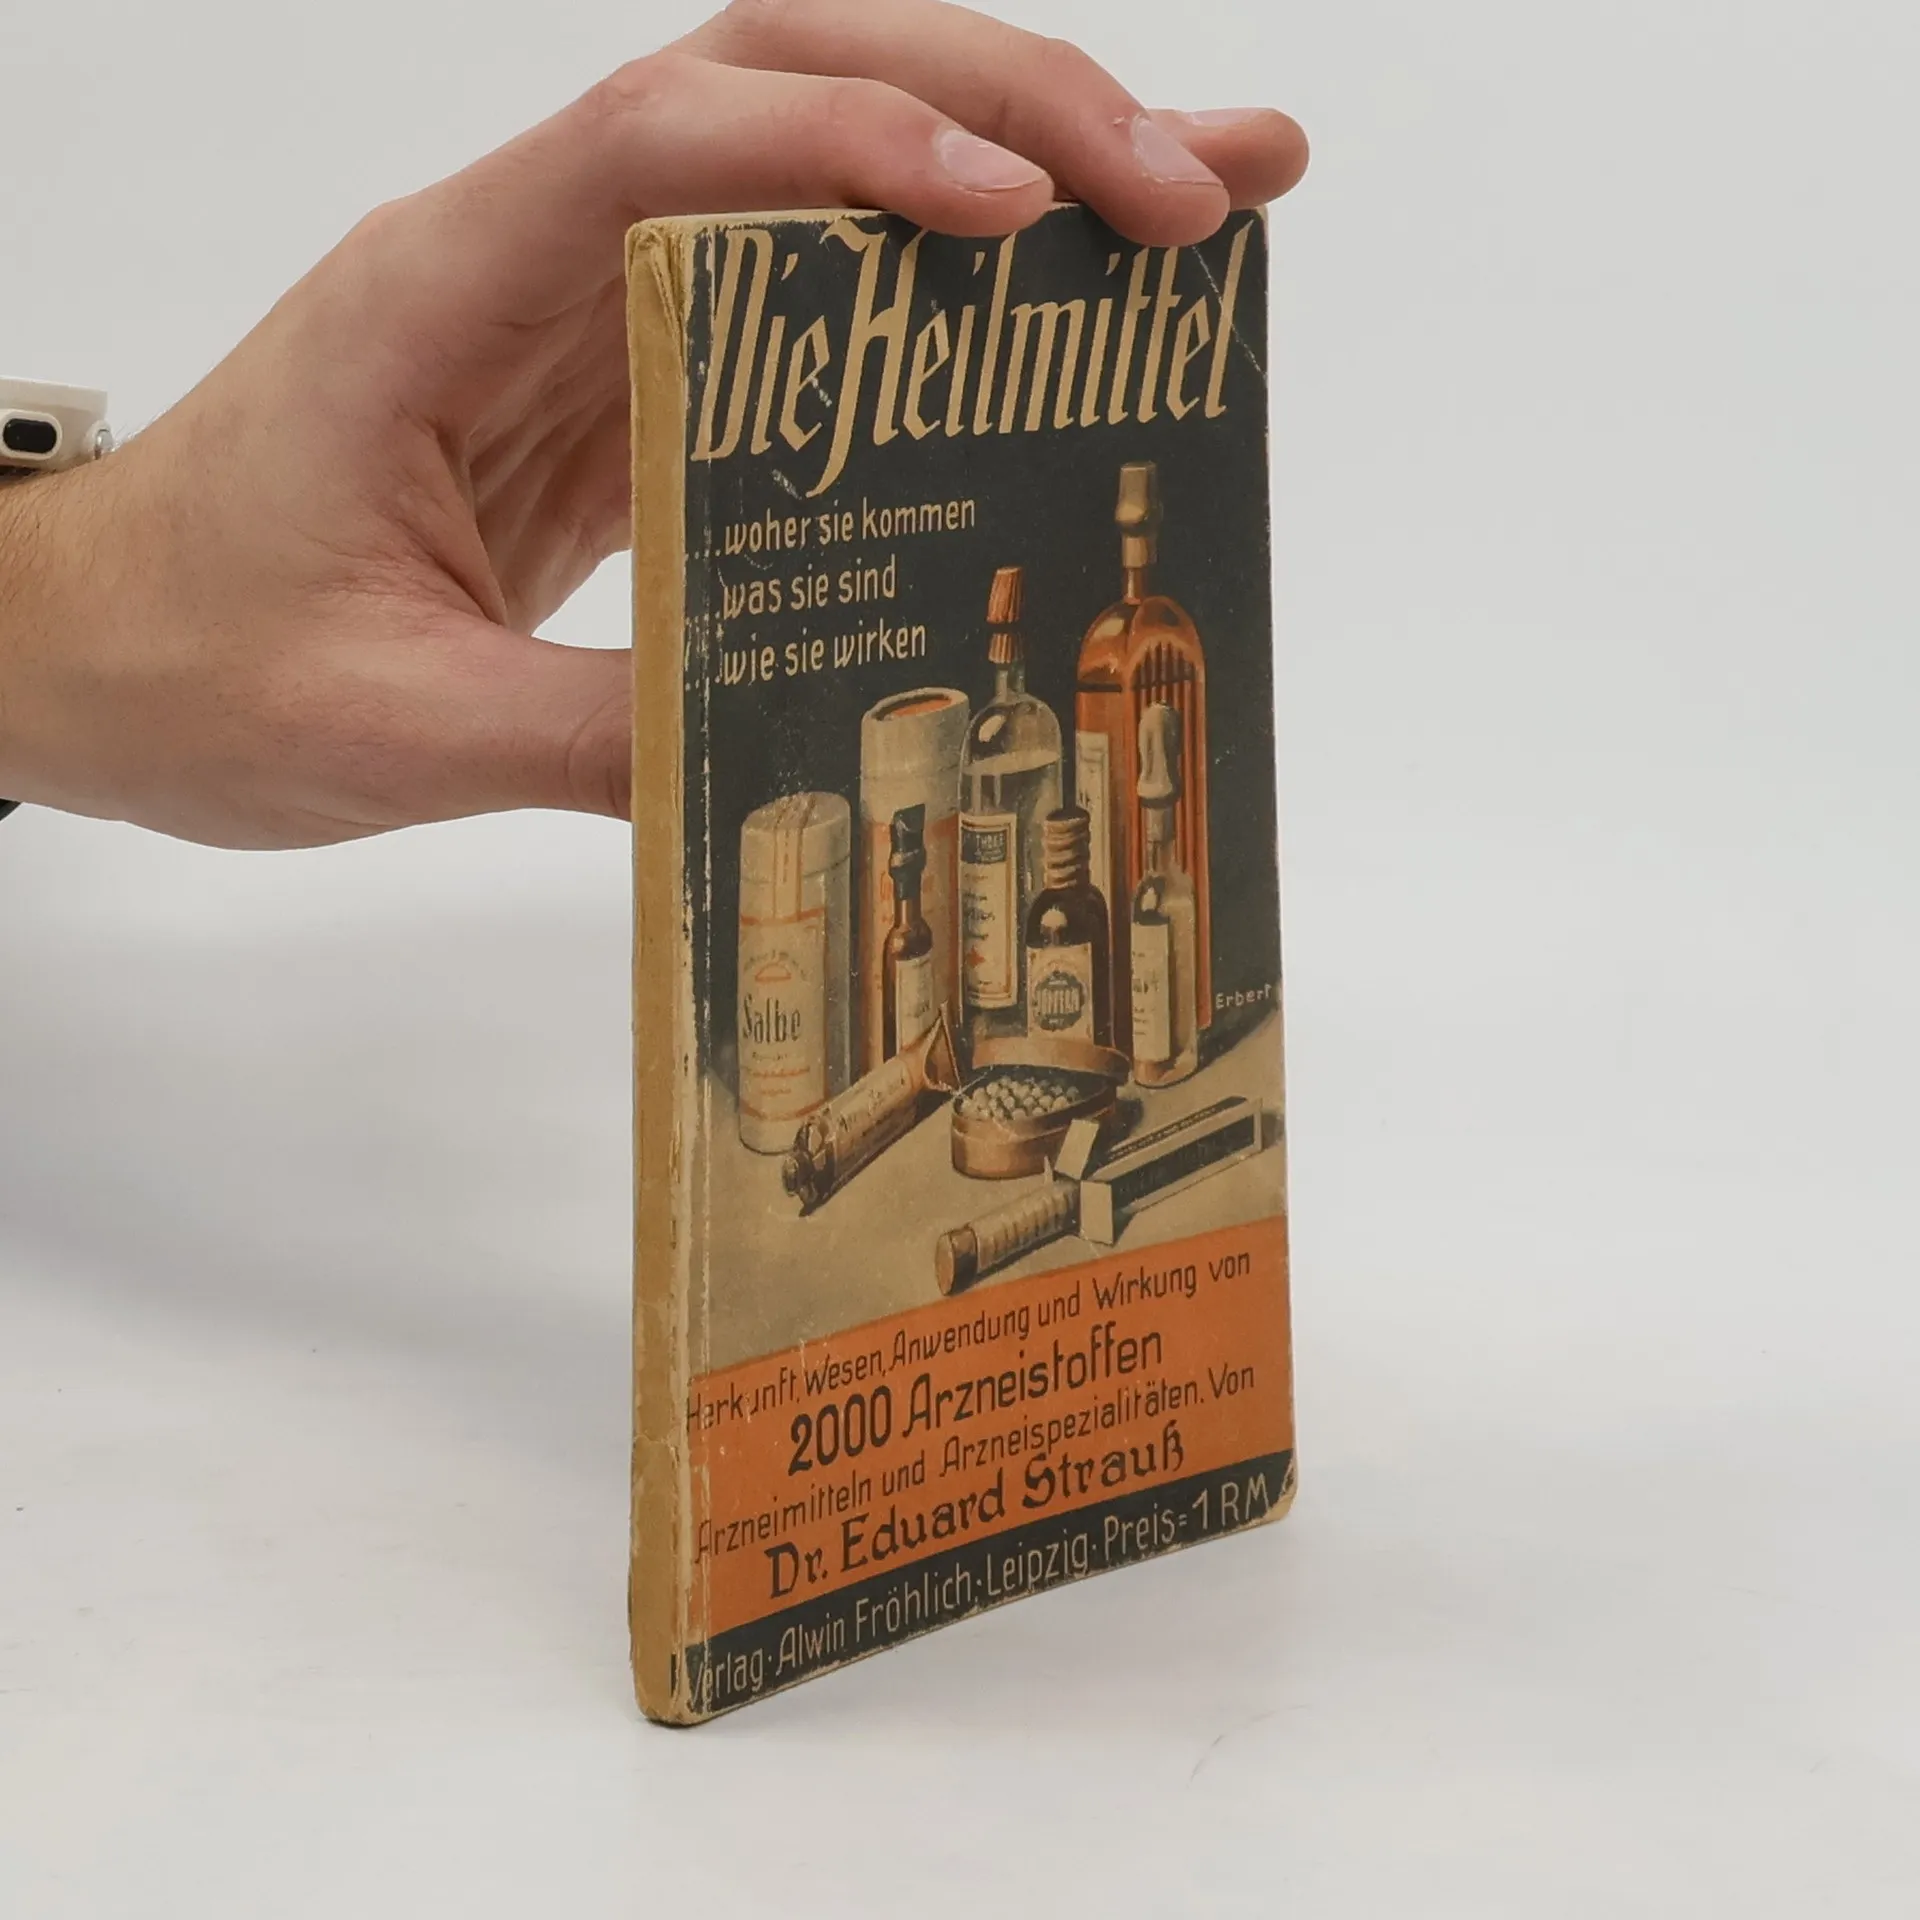 Die Heilmittel
....woher sie kommen
....was sie sind
....wie sie wirken
Salbe
Erbert
Herkunft, Wesen, Anwendung und Wirkung von
2000 Arzneistoffen
Arzneimitteln und Arzneispezialitäten. Von
Dr. Eduard Strauß
Verlag · Alwin Fröhlich · Leipzig · Preis = 1 RM